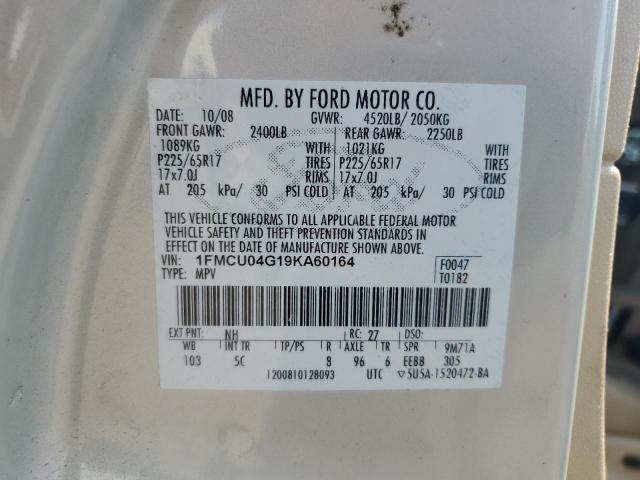 MFD. BY FORD MOTOR CO.
DATE: 10/08 GVWR: 4520LB/ 2050KG
FRONT GAWR: 2400LB REAR GAWR: 2250LB
1089KG WITH 1021KG WITH
P225/65R17 TIRES P225/65R17 TIRES
17x7.0J RIMS 17x7.0J RIMS
AT 205 kPa/ 30 PSI COLD AT 205 kPa/ 30 PSI COLD
THIS VEHICLE CONFORMS TO ALL APPLICABLE FEDERAL MOTOR
VEHICLE SAFETY AND THEFT PREVENTION STANDARDS IN
EFFECT ON THE DATE OF MANUFACTURE SHOWN ABOVE.
VIN: 1FMCU04G19KA60164 F0047
TYPE: MPV T0182
EXT PNT: NH RC: 27 DSO:
WB INT TR TP/PS R AXLE TR SPR 9M71A
103 5C 8 96 6 EEBB 305
1200810128093 UTC ▽5U5A-1520472-BA